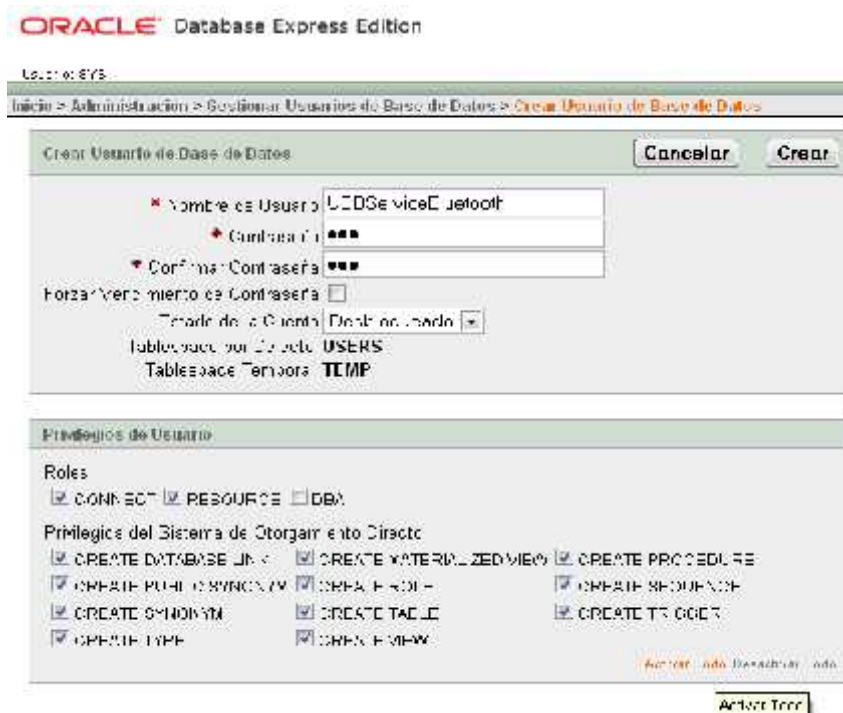 ORACLE Database Express Edition
Usuario: SYS
Inicio > Administración > Gestionar Usuarios de Base de Datos > Crear Usuario de Base de Datos
Crear Usuario de Base de Datos
Cancelar
Crear
* Nombre de Usuario
* Contraseña •••
* Confirmar Contraseña •••
Forzar Vencimiento de Contraseña
Estado de la Cuenta Desbloqueado
Tablespace por Defecto USERS
Tablespace Temporal TEMP
Privilegios de Usuario
Roles
CONNECT RESOURCE DBA
Privilegios del Sistema de Otorgamiento Directo
CREATE DATABASE LINK CREATE MATERIALIZED VIEW CREATE PROCEDURE
CREATE PUBLIC SYNONYM CREATE ROLE CREATE SEQUENCE
CREATE SYNONYM CREATE TABLE CREATE TRIGGER
CREATE TYPE CREATE VIEW
Activar Todo Desactivar Todo
Activar Todo